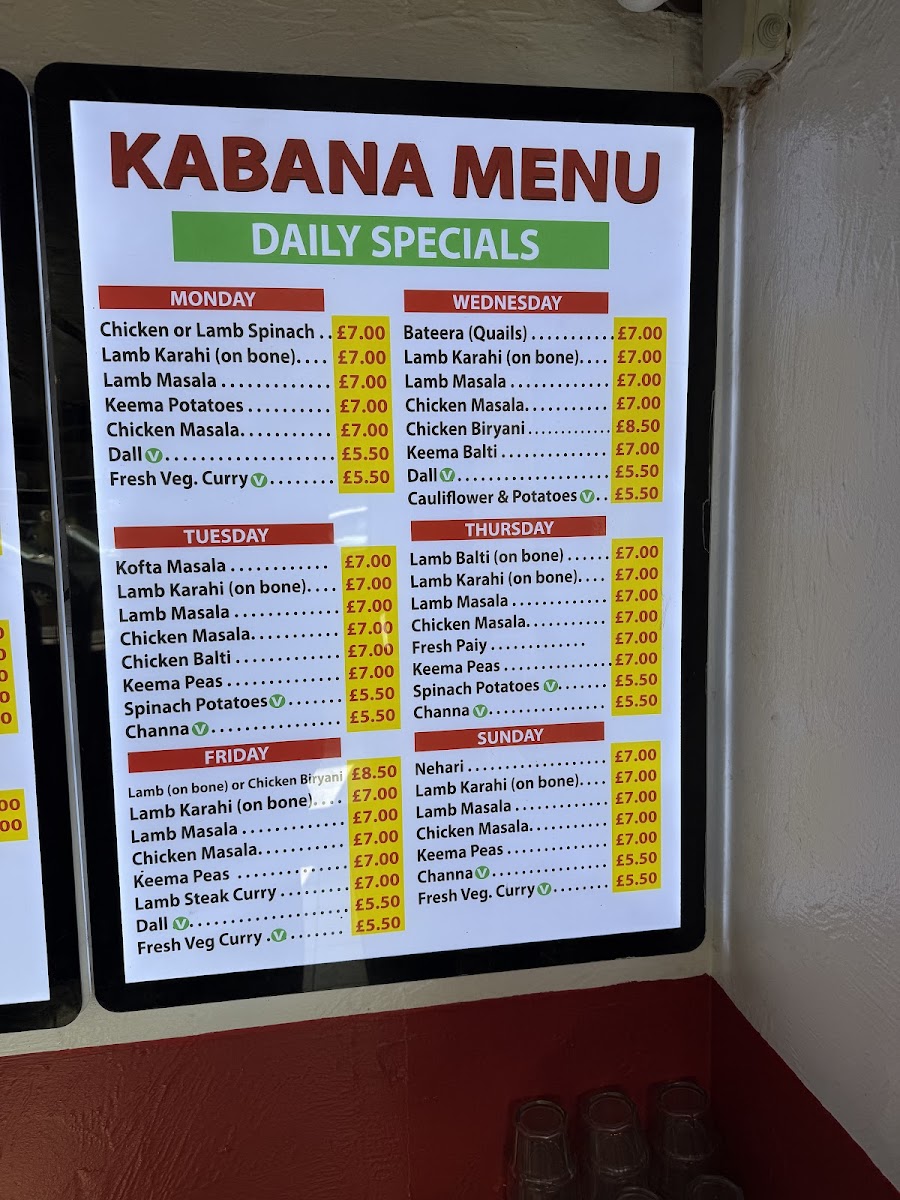 KABANA MENU
DAILY SPECIALS
MONDAY
Chicken or Lamb Spinach . . £7.00
Lamb Karahi (on bone). . . . £7.00
Lamb Masala . . . . . . . . . . . . . £7.00
Keema Potatoes . . . . . . . . . . £7.00
Chicken Masala. . . . . . . . . . . £7.00
Dall V . . . . . . . . . . . . . . . . . . . . £5.50
Fresh Veg. Curry V . . . . . . . . £5.50
TUESDAY
Kofta Masala . . . . . . . . . . . . £7.00
Lamb Karahi (on bone). . . . £7.00
Lamb Masala . . . . . . . . . . . . . £7.00
Chicken Masala. . . . . . . . . . . £7.00
Chicken Balti . . . . . . . . . . . . . £7.00
Keema Peas . . . . . . . . . . . . . . £7.00
Spinach Potatoes V . . . . . . . £5.50
Channa V . . . . . . . . . . . . . . . . £5.50
FRIDAY
Lamb (on bone) or Chicken Biryani £8.50
Lamb Karahi (on bone). . . . £7.00
Lamb Masala . . . . . . . . . . . . . £7.00
Chicken Masala. . . . . . . . . . . £7.00
Keema Peas . . . . . . . . . . . . . . £7.00
Lamb Steak Curry . . . . . . . . £7.00
Dall V. . . . . . . . . . . . . . . . . . . . £5.50
Fresh Veg Curry . V . . . . . . . £5.50
WEDNESDAY
Bateera (Quails) . . . . . . . . . . . £7.00
Lamb Karahi (on bone). . . . £7.00
Lamb Masala . . . . . . . . . . . . . £7.00
Chicken Masala. . . . . . . . . . . £7.00
Chicken Biryani . . . . . . . . . . . . . £8.50
Keema Balti . . . . . . . . . . . . . . £7.00
Dall V . . . . . . . . . . . . . . . . . . . . £5.50
Cauliflower & Potatoes V . . £5.50
THURSDAY
Lamb Balti (on bone) . . . . . . £7.00
Lamb Karahi (on bone). . . . £7.00
Lamb Masala . . . . . . . . . . . . . £7.00
Chicken Masala. . . . . . . . . . . £7.00
Fresh Paiy . . . . . . . . . . . . . £7.00
Keema Peas . . . . . . . . . . . . . . £7.00
Spinach Potatoes V. . . . . . . £5.50
Channa V . . . . . . . . . . . . . . . . £5.50
SUNDAY
Nehari . . . . . . . . . . . . . . . . . . . £7.00
Lamb Karahi (on bone). . . . £7.00
Lamb Masala . . . . . . . . . . . . . £7.00
Chicken Masala. . . . . . . . . . . £7.00
Keema Peas . . . . . . . . . . . . . . £7.00
Channa V . . . . . . . . . . . . . . . . £5.50
Fresh Veg. Curry V . . . . . . . . £5.50